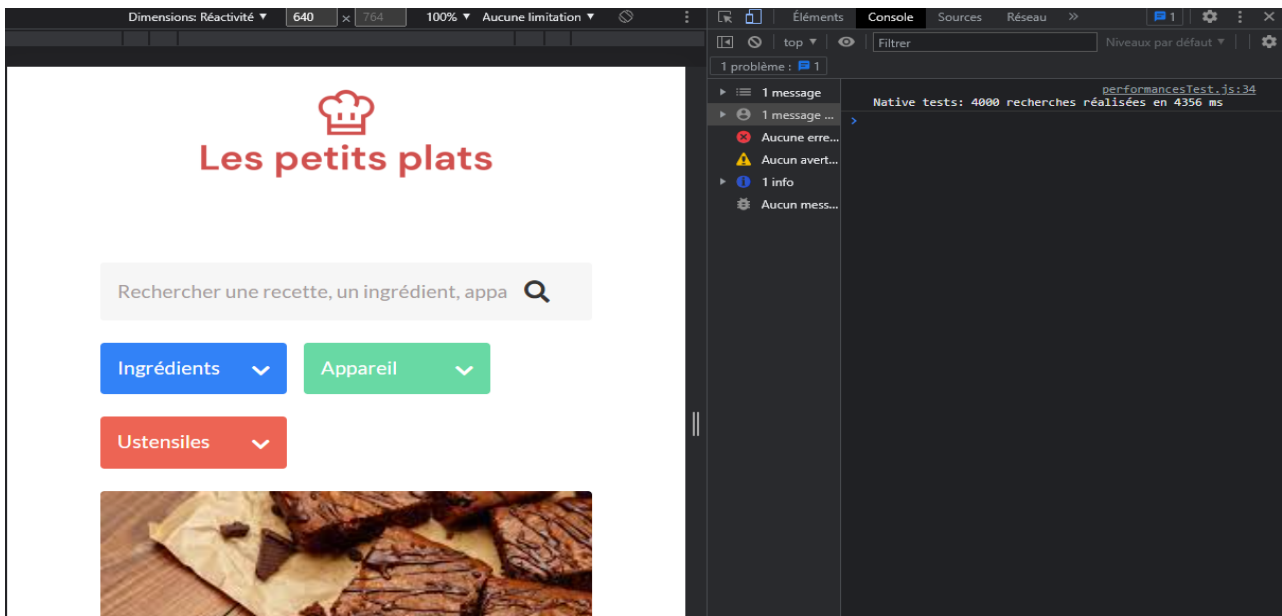 Dimensions: Réactivité ▼ 640 × 764 100% ▼ Aucune limitation ▼
Éléments Console Sources Réseau » 1
top ▼ Filtrer Niveaux par défaut ▼
1 problème : 1
1 message
1 message ...
Aucune erre...
Aucun avert...
1 info
Aucun mess...
performancesTest.js:34
Native tests: 4000 recherches réalisées en 4356 ms
>
Les petits plats
Rechercher une recette, un ingrédient, appa
Ingrédients
Appareil
Ustensiles